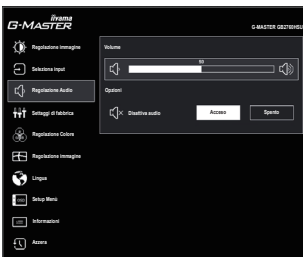 iiyama
G-MASTER
G-MASTER GB2760HSU
Regolazione immagine
Seleziona input
Regolazione Audio
Settaggi di fabbrica
Regolazione Colore
Regolazione immagine
Lingua
Setup Menù
Informazioni
Azzera
Volume
50
Opzioni
Disattiva audio
Acceso
Spento